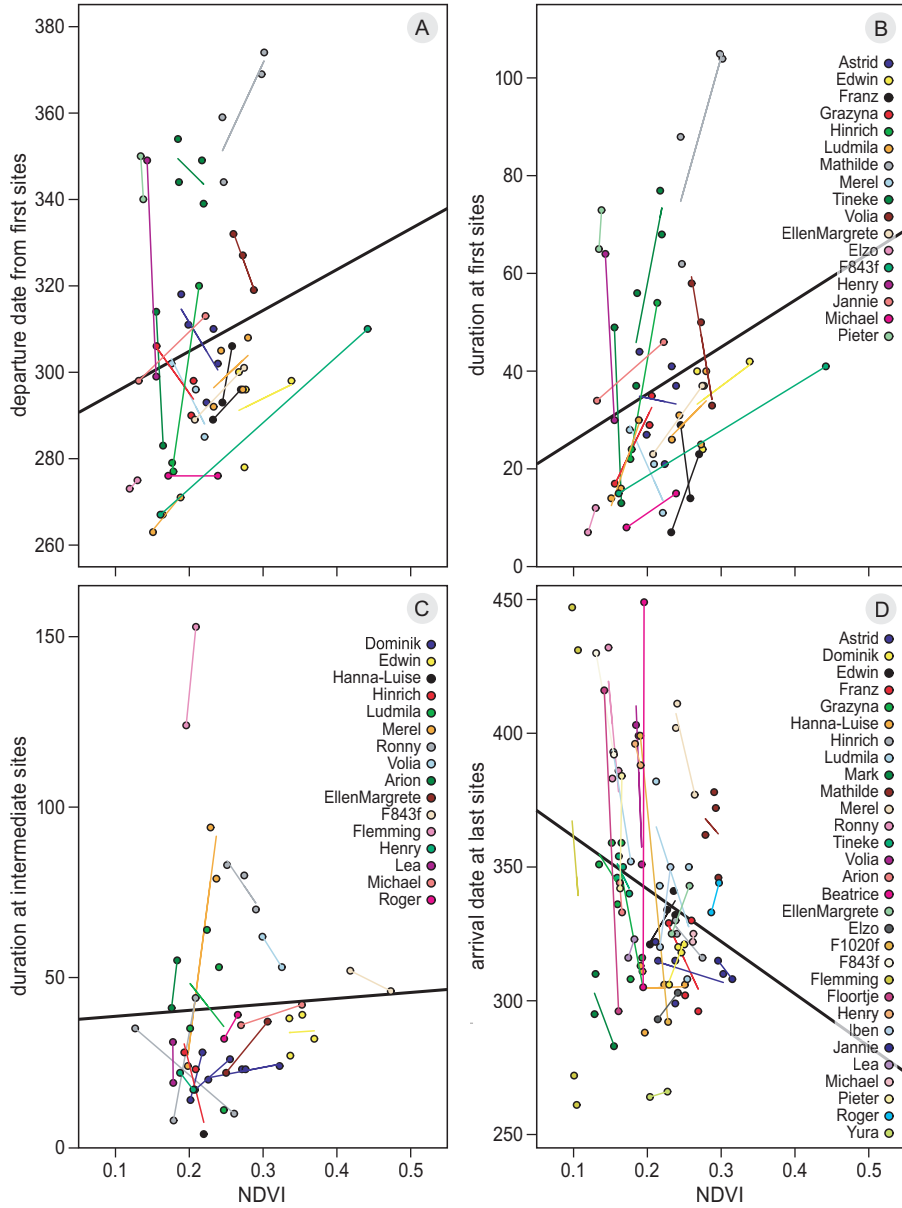 A
380
360
340
320
300
280
260
departure date from first sites
B
100
80
60
40
20
0
duration at first sites
Astrid
Edwin
Franz
Grazyna
Hinrich
Ludmila
Mathilde
Merel
Tineke
Volia
EllenMargrete
Elzo
F843f
Henry
Jannie
Michael
Pieter
C
150
100
50
0
duration at intermediate sites
Dominik
Edwin
Hanna-Luise
Hinrich
Ludmila
Merel
Ronny
Volia
Arion
EllenMargrete
F843f
Flemming
Henry
Lea
Michael
Roger
0.1 0.2 0.3 0.4 0.5
NDVI
D
450
400
350
300
250
arrival date at last sites
Astrid
Dominik
Edwin
Franz
Grazyna
Hanna-Luise
Hinrich
Ludmila
Mark
Mathilde
Merel
Ronny
Tineke
Volia
Arion
Beatrice
EllenMargrete
Elzo
F1020f
F843f
Flemming
Floortje
Henry
Iben
Jannie
Lea
Michael
Pieter
Roger
Yura
0.1 0.2 0.3 0.4 0.5
NDVI